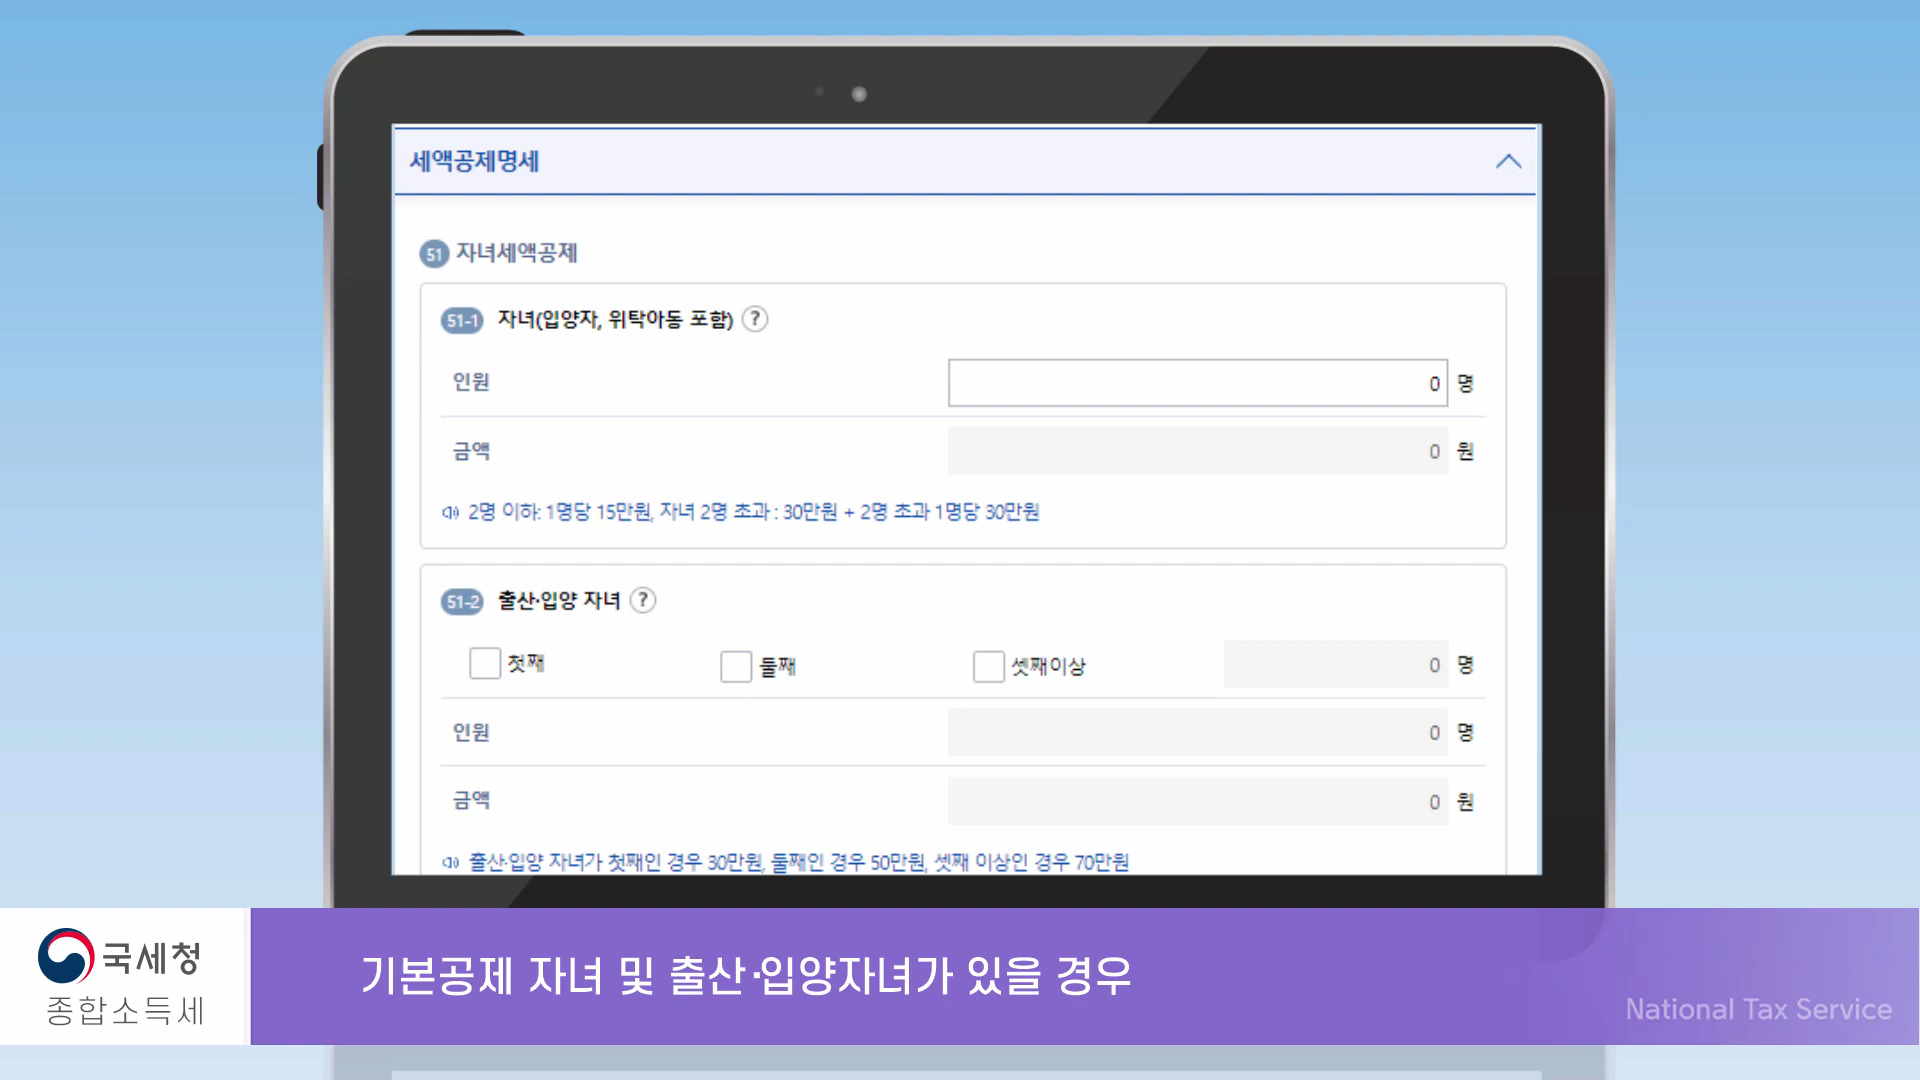 세액공제명세
51 자녀세액공제
51-1 자녀(입양자, 위탁아동 포함) ?
인원 0 명
금액 0 원
2명 이하: 1명당 15만원, 자녀 2명 초과 : 30만원 + 2명 초과 1명당 30만원
51-2 출산·입양 자녀 ?
첫째 둘째 셋째이상 0 명
인원 0 명
금액 0 원
출산·입양 자녀가 첫째인 경우 30만원, 둘째인 경우 50만원, 셋째 이상인 경우 70만원
국세청
종합소득세
기본공제 자녀 및 출산·입양자녀가 있을 경우
National Tax Service